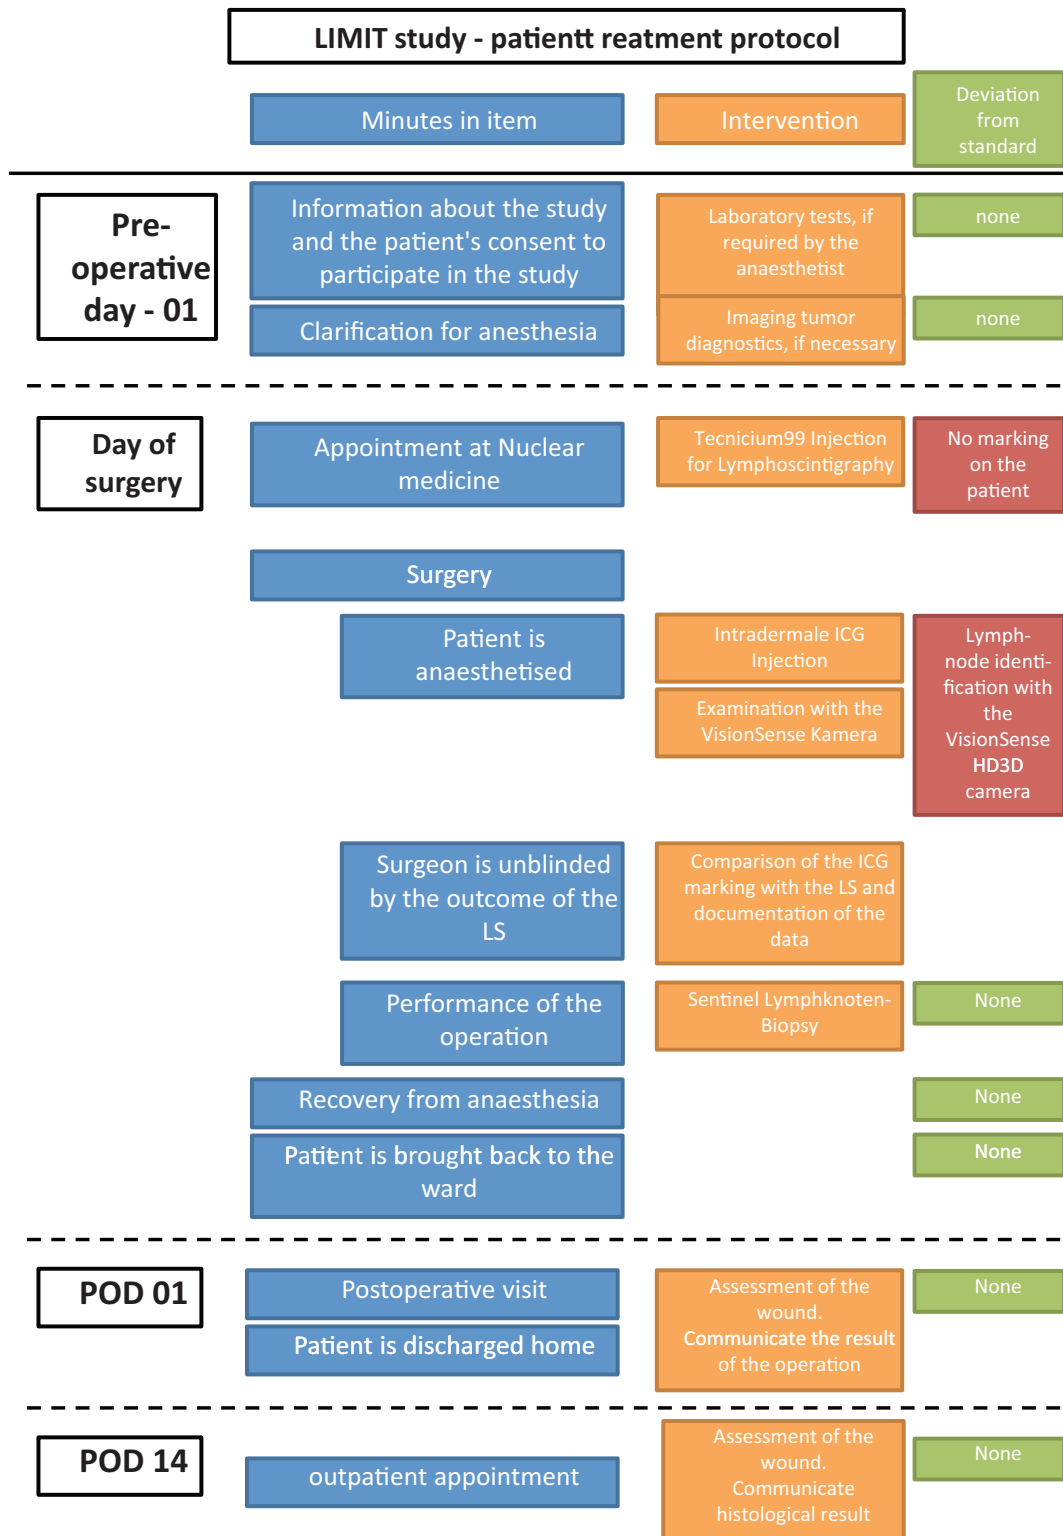 LIMIT study - patientt reatment protocol
Minutes in item
Intervention
Deviation
from
standard
Pre-
operative
day - 01
Information about the study
and the patient's consent to
participate in the study
Laboratory tests, if
required by the
anaesthetist
none
Clarification for anesthesia
Imaging tumor
diagnostics, if necessary
none
Day of
surgery
Appointment at Nuclear
medicine
Tecnicium99 Injection
for Lymphoscintigraphy
No marking
on the
patient
Surgery
Patient is
anaesthetised
Intradermale ICG
Injection
Examination with the
VisionSense Kamera
Lymph-
node identi-
fication with
the
VisionSense
HD3D
camera
Surgeon is unblinded
by the outcome of the
LS
Comparison of the ICG
marking with the LS and
documentation of the
data
Performance of the
operation
Sentinel Lymphknoten-
Biopsy
None
Recovery from anaesthesia
None
Patient is brought back to the
ward
None
POD 01
Postoperative visit
Patient is discharged home
Assessment of the
wound.
Communicate the result
of the operation
None
POD 14
outpatient appointment
Assessment of the
wound.
Communicate
histological result
None